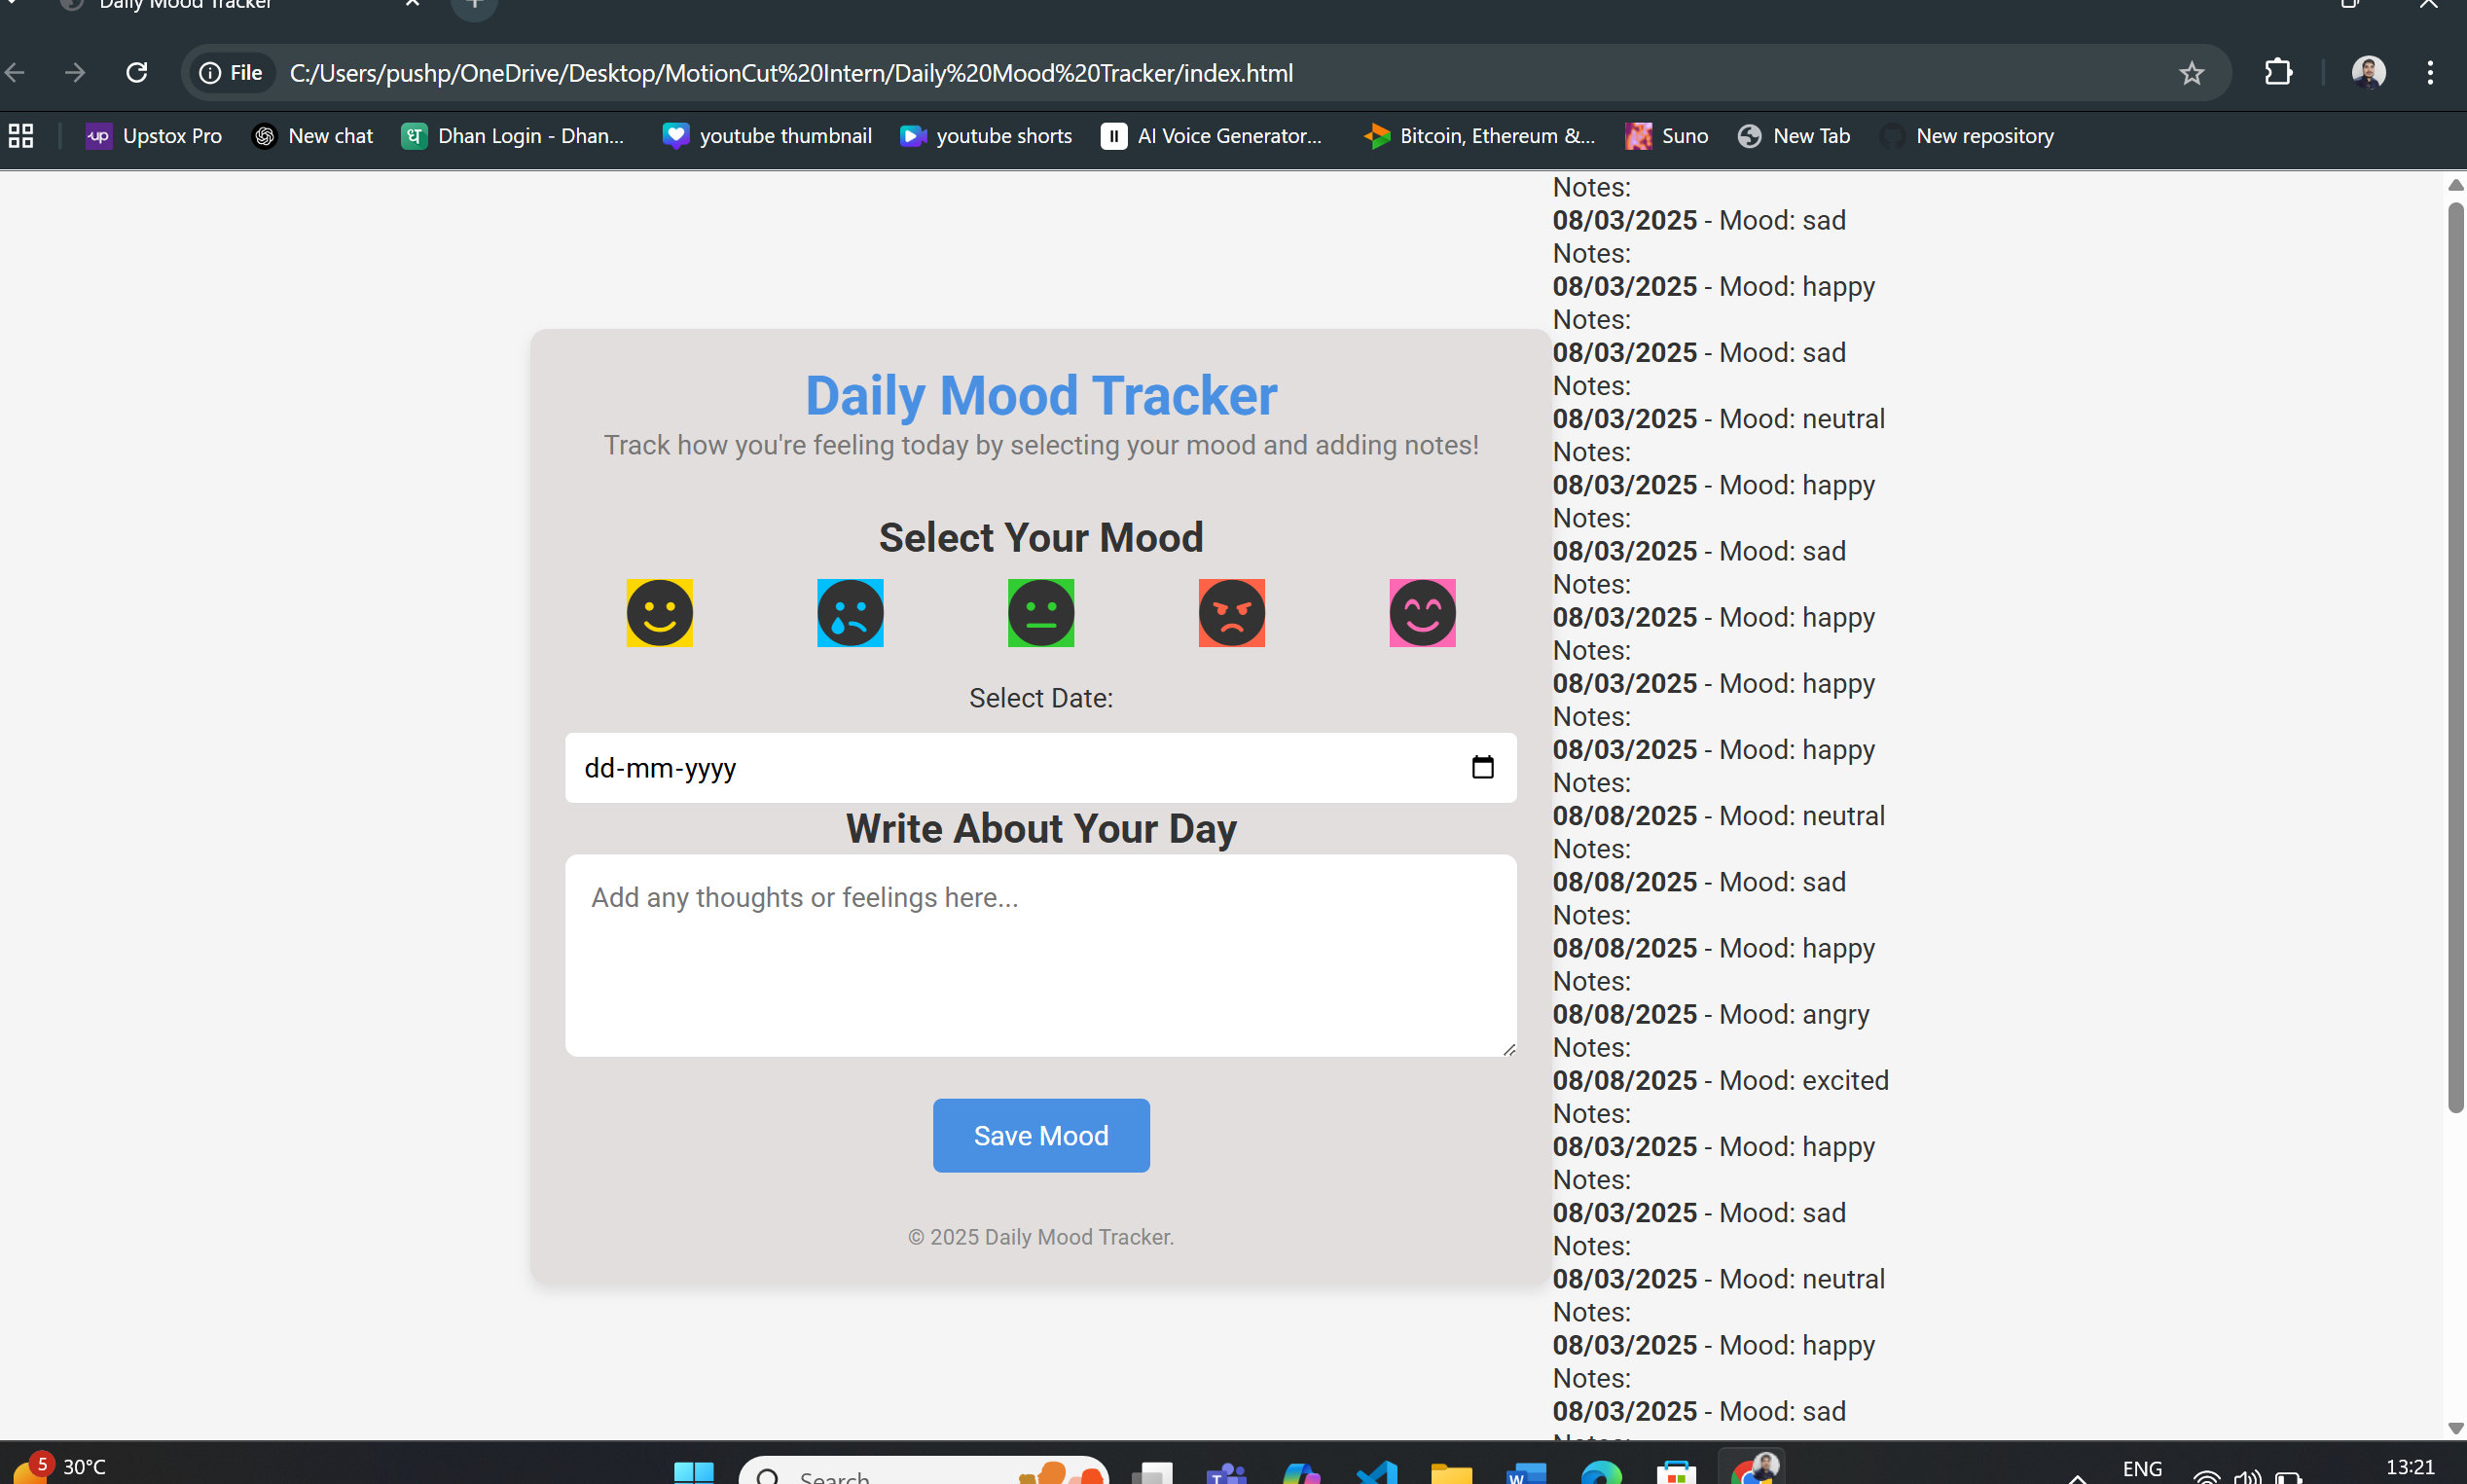 Daily Mood Tracker
File
C:/Users/pushp/OneDrive/Desktop/MotionCut%20Intern/Daily%20Mood%20Tracker/index.html
Upstox Pro
New chat
Dhan Login - Dhan...
youtube thumbnail
youtube shorts
AI Voice Generator...
Bitcoin, Ethereum &...
Suno
New Tab
New repository
Daily Mood Tracker
Track how you're feeling today by selecting your mood and adding notes!
Select Your Mood
Select Date:
dd-mm-yyyy
Write About Your Day
Add any thoughts or feelings here...
Save Mood
© 2025 Daily Mood Tracker.
Notes:
08/03/2025 - Mood: sad
Notes:
08/03/2025 - Mood: happy
Notes:
08/03/2025 - Mood: sad
Notes:
08/03/2025 - Mood: neutral
Notes:
08/03/2025 - Mood: happy
Notes:
08/03/2025 - Mood: sad
Notes:
08/03/2025 - Mood: happy
Notes:
08/03/2025 - Mood: happy
Notes:
08/03/2025 - Mood: happy
Notes:
08/08/2025 - Mood: neutral
Notes:
08/08/2025 - Mood: sad
Notes:
08/08/2025 - Mood: happy
Notes:
08/08/2025 - Mood: angry
Notes:
08/08/2025 - Mood: excited
Notes:
08/03/2025 - Mood: happy
Notes:
08/03/2025 - Mood: sad
Notes:
08/03/2025 - Mood: neutral
Notes:
08/03/2025 - Mood: happy
Notes:
08/03/2025 - Mood: sad
5
30°C
Search
ENG
13:21